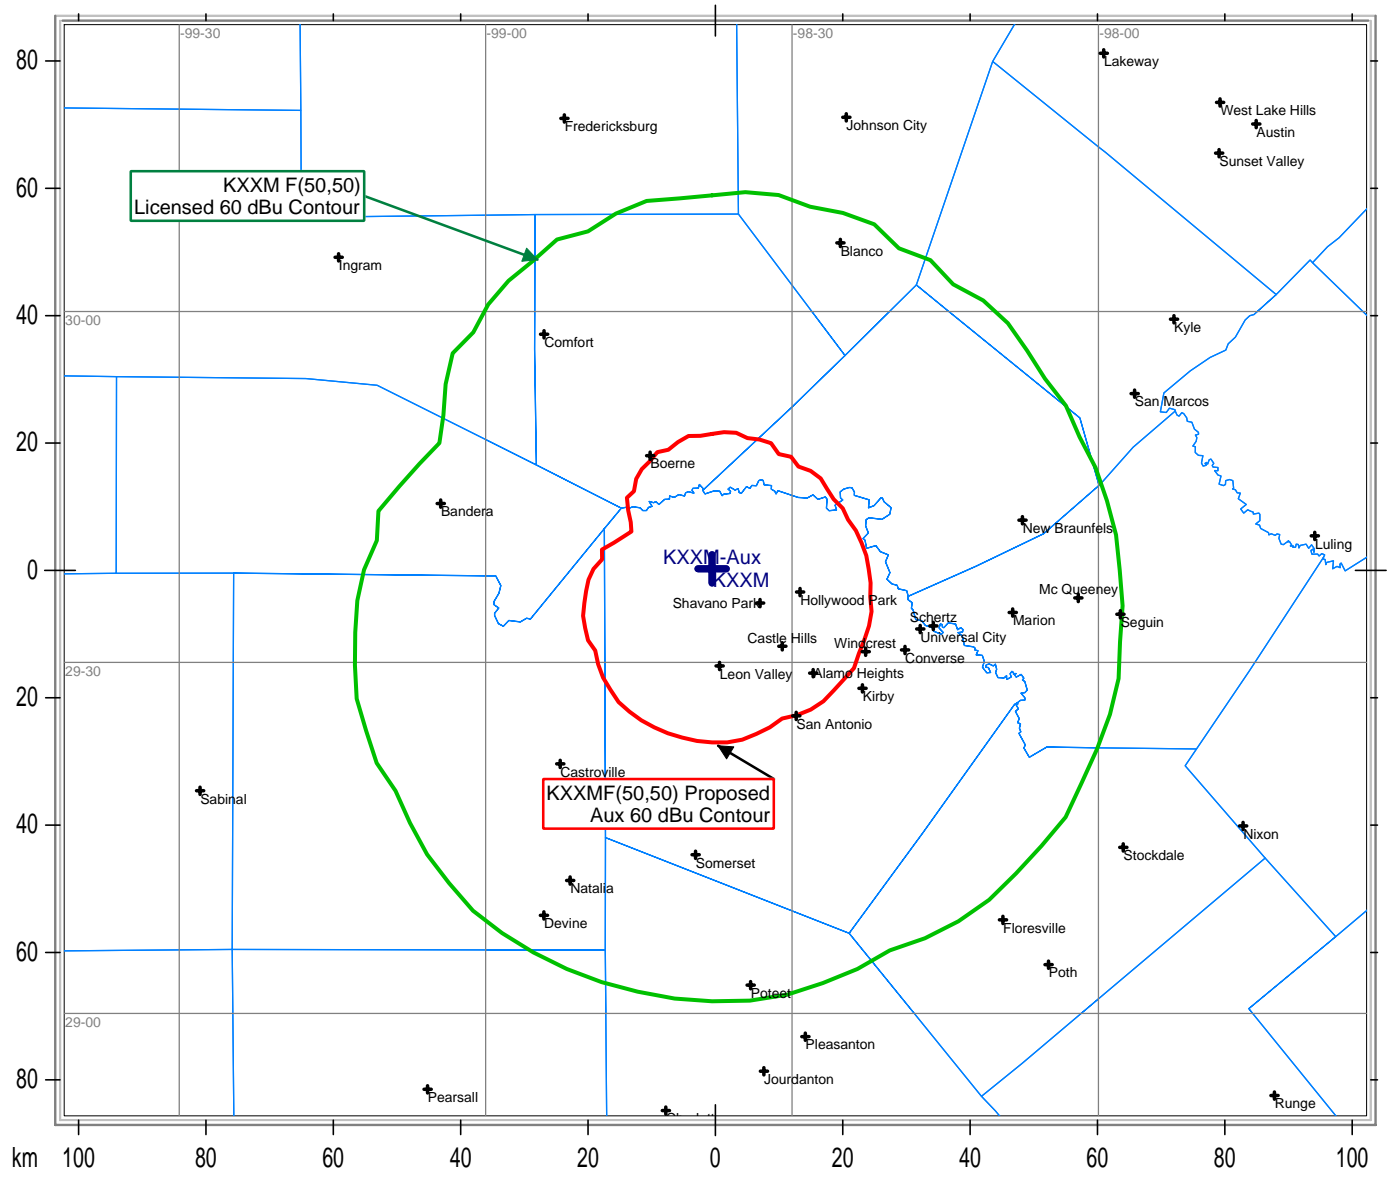 -99-30
-99-00
-98-30
-98-00
80
Lakeway
West Lake Hills
Fredericksburg
Johnson City
Austin
Sunset Valley
60
KXXM F(50,50)
Licensed 60 dBu Contour
Blanco
Ingram
40
30-00
Kyle
Comfort
San Marcos
20
Boerne
Bandera
New Braunfels
Luling
0
KXXM-Aux
KXXM
Mc Queeney
Hollywood Park
Shavano Park
Schertz
Marion
Seguin
Universal City
Castle Hills
Windcrest
Converse
29-30
Leon Valley
Alamo Heights
Kirby
20
San Antonio
Castroville
KXXMF(50,50) Proposed
Aux 60 dBu Contour
Sabinal
40
Nixon
Stockdale
Somerset
Natalia
Devine
Floresville
60
Poth
Poteet
29-00
Pleasanton
Jourdanton
80
Pearsall
Runge
km
100
80
60
40
20
0
20
40
60
80
100